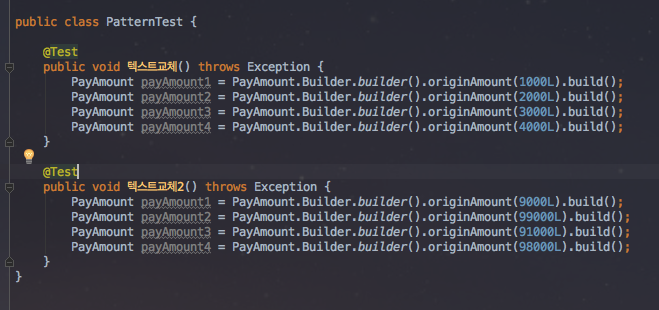 public class PatternTest {
@Test
public void 텍스트교체() throws Exception {
PayAmount payAmount1 = PayAmount.Builder.builder().originAmount(1000L).build();
PayAmount payAmount2 = PayAmount.Builder.builder().originAmount(2000L).build();
PayAmount payAmount3 = PayAmount.Builder.builder().originAmount(3000L).build();
PayAmount payAmount4 = PayAmount.Builder.builder().originAmount(4000L).build();
}
@Test
public void 텍스트교체2() throws Exception {
PayAmount payAmount1 = PayAmount.Builder.builder().originAmount(9000L).build();
PayAmount payAmount2 = PayAmount.Builder.builder().originAmount(99000L).build();
PayAmount payAmount3 = PayAmount.Builder.builder().originAmount(91000L).build();
PayAmount payAmount4 = PayAmount.Builder.builder().originAmount(98000L).build();
}
}